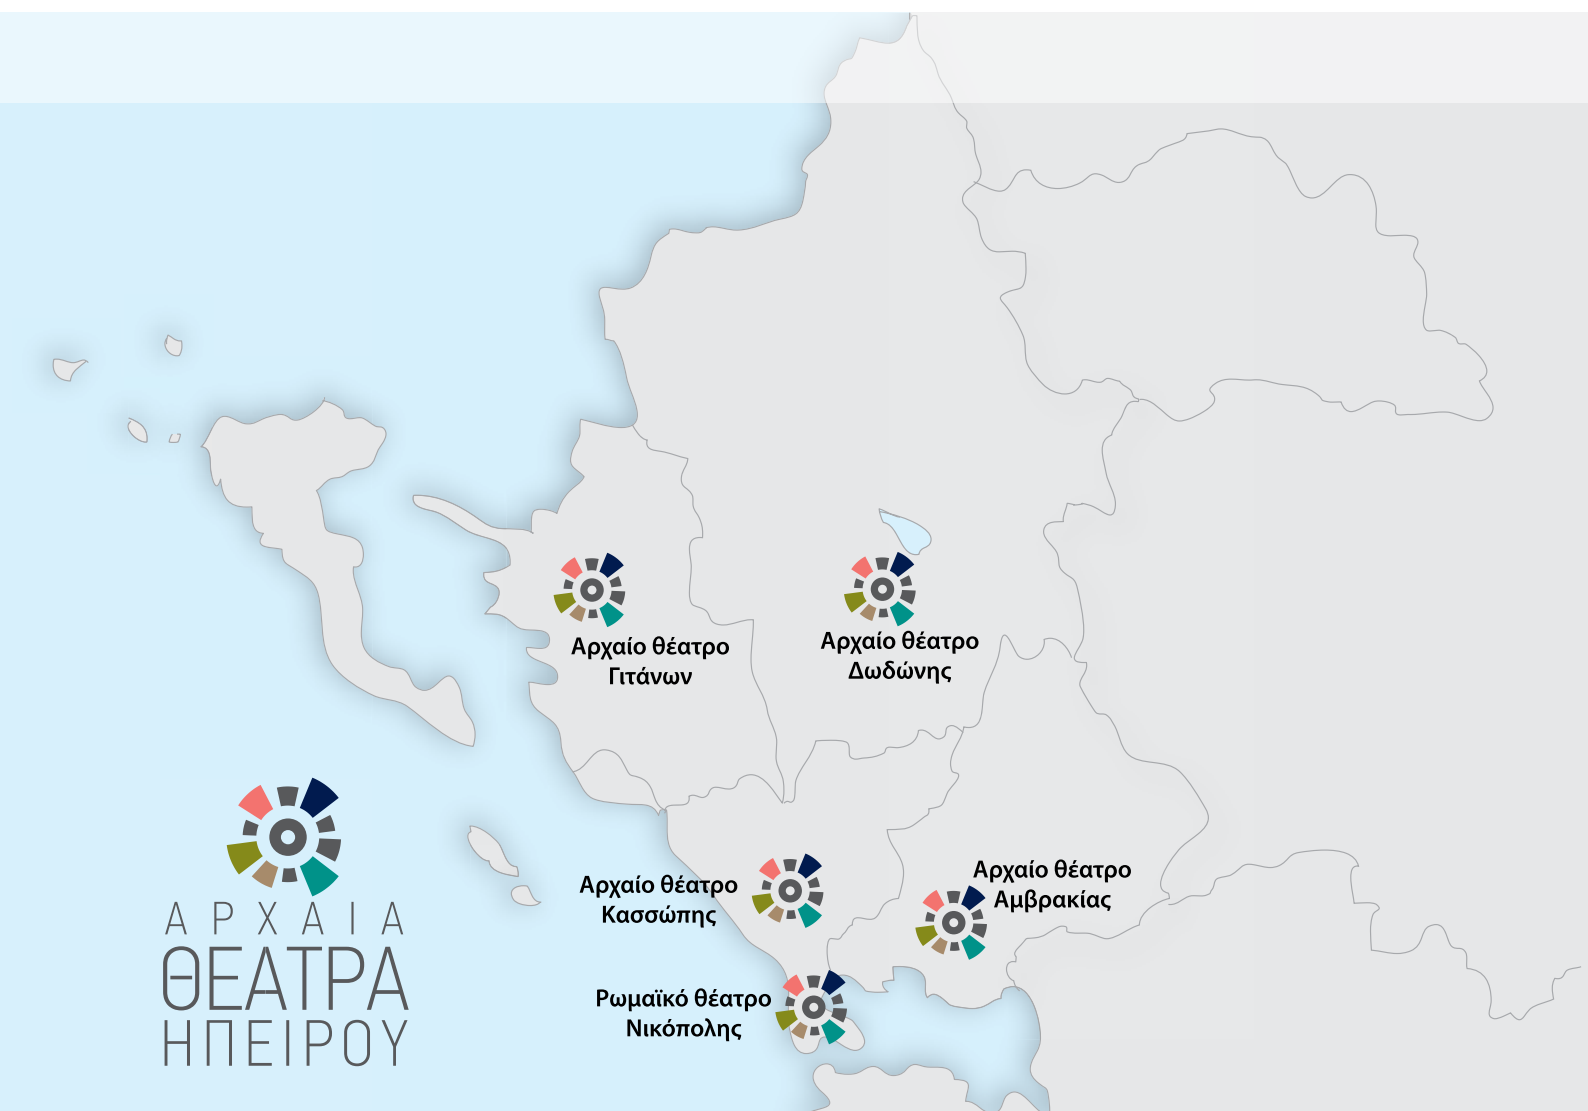 Αρχαίο θέατρο
Γιτάνων
Αρχαίο θέατρο
Δωδώνης
Αρχαίο θέατρο
Κασσώπης
Αρχαίο θέατρο
Αμβρακίας
Ρωμαϊκό θέατρο
Νικόπολης
ΑΡΧΑΙΑ
ΘΕΑΤΡΑ
ΗΠΕΙΡΟΥ